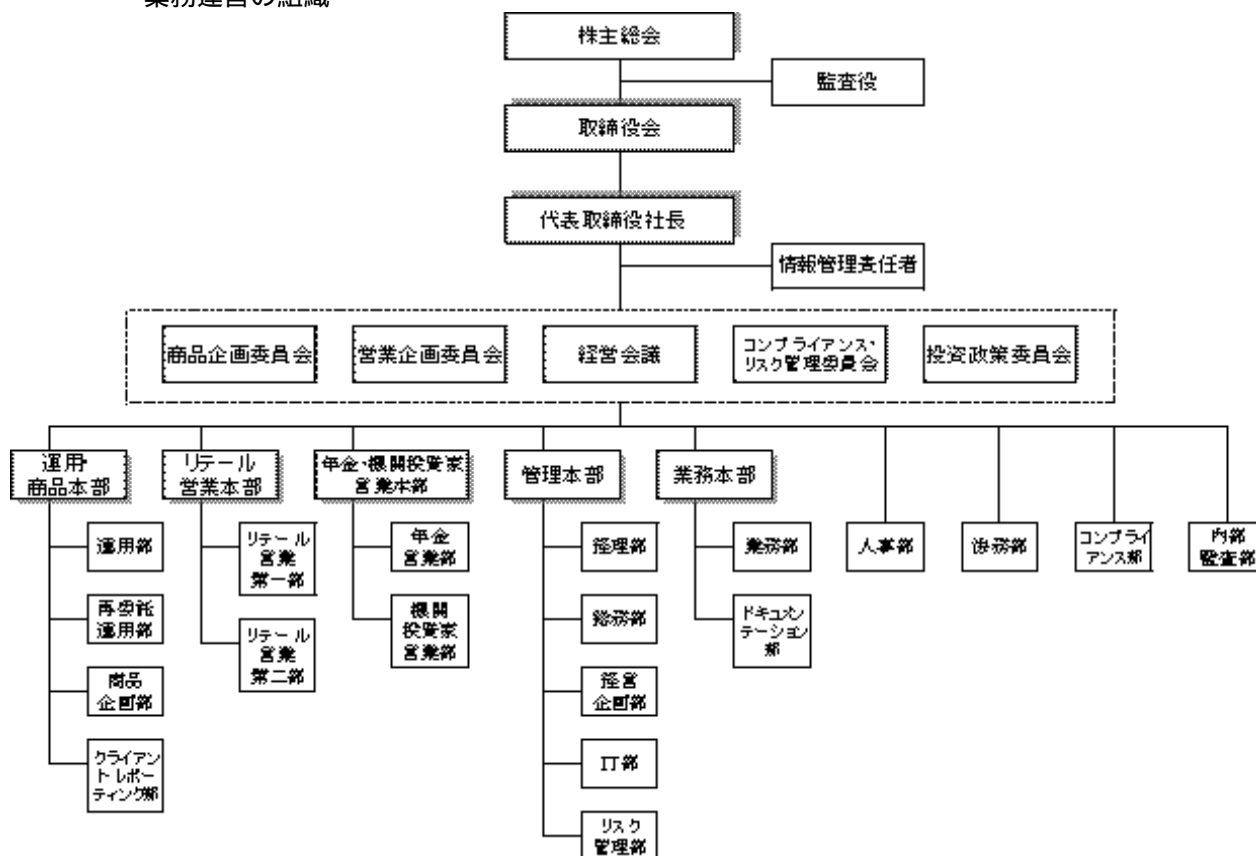 業務運営の組織
株主総会
監査役
取締役会
代表取締役社長
情報管理責任者
商品企画委員会
営業企画委員会
経営会議
コンプライアンス・
リスク管理委員会
投資政策委員会
運用・
商品本部
リテール
営業本部
年金・機関投資家
営業本部
管理本部
業務本部
運用部
再委託
運用部
商品
企画部
クライアン
トレポー
ティング部
リテール
営業
第一部
リテール
営業
第二部
年金
営業部
機関
投資家
営業部
経理部
総務部
経営
企画部
IT部
リスク
管理部
業務部
ドキュメン
テーション
部
人事部
法務部
コンプライ
アンス部
内部
監査部